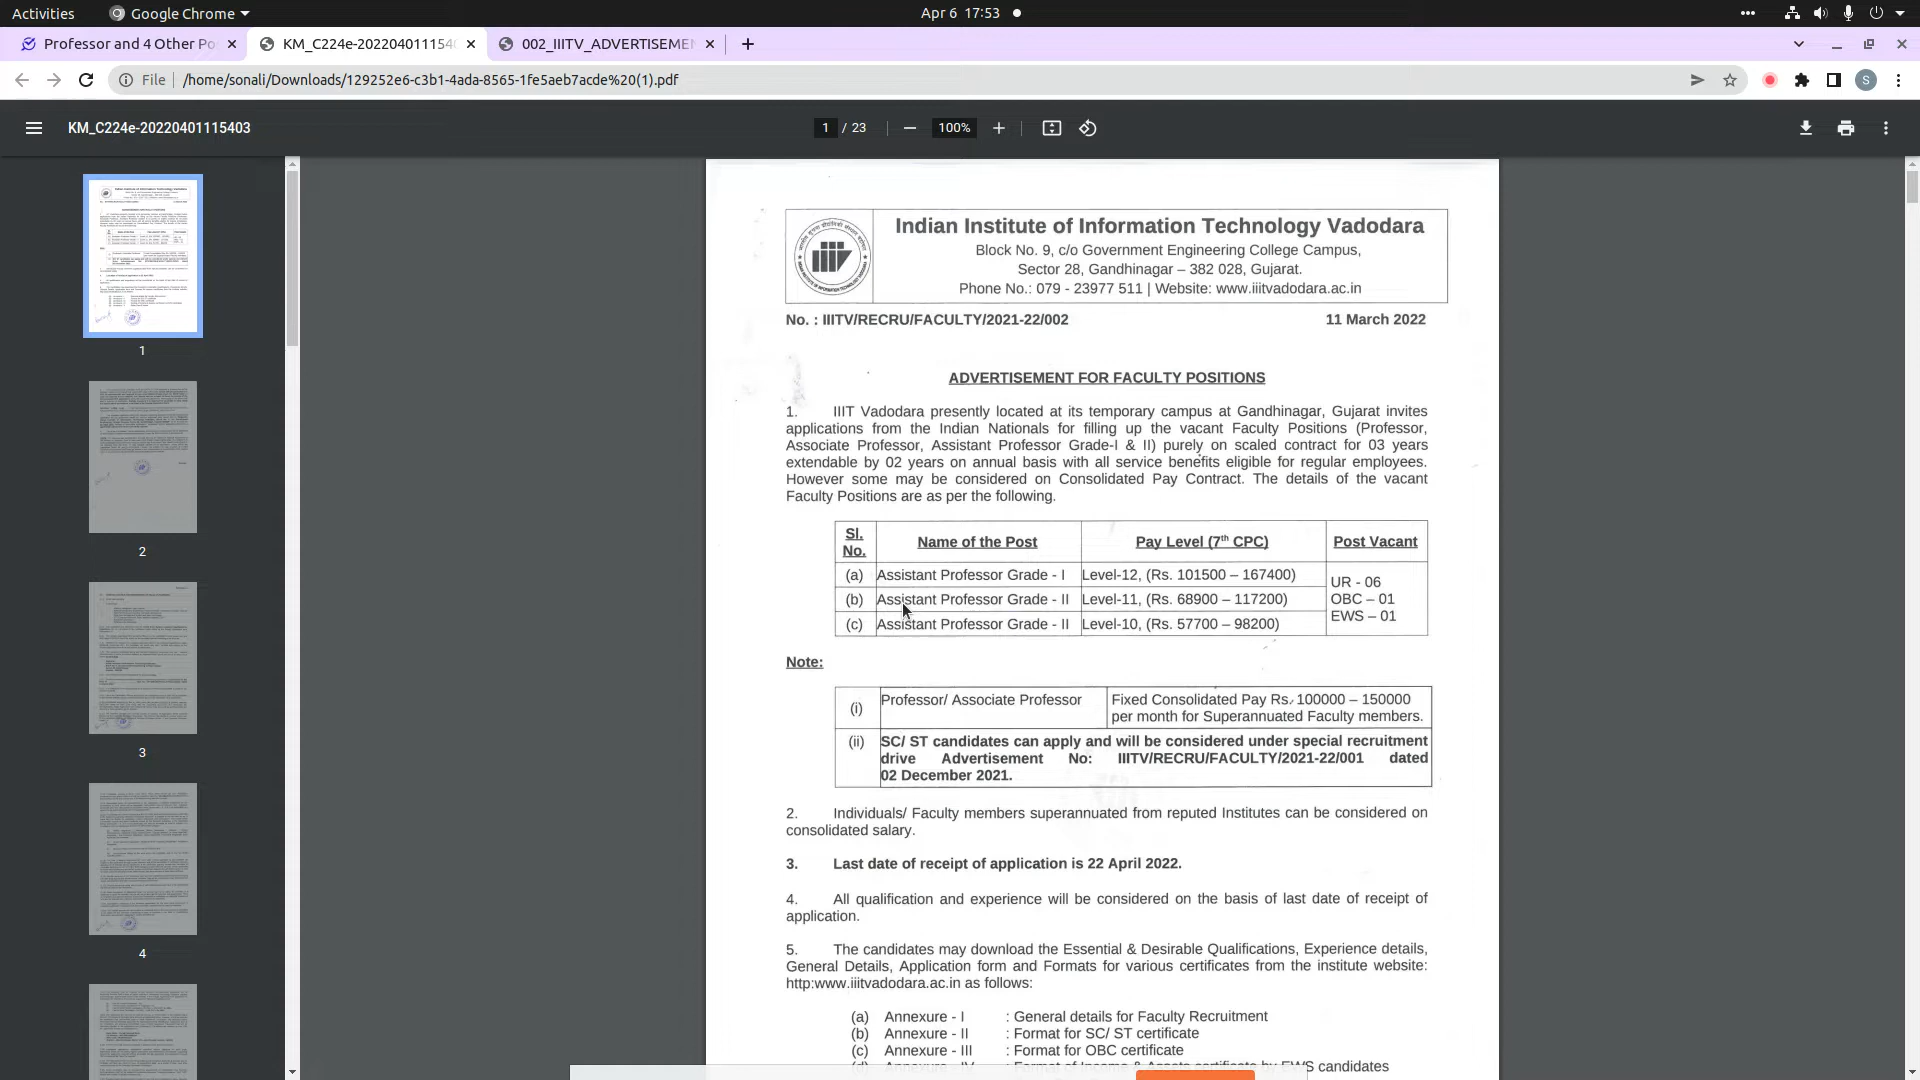 Activities
Google Chrome
Apr 6 17:53
Professor and 4 Other Po
KM_C224e-2022040111540
002_IIITV_ADVERTISEMEN
File
/home/sonali/Downloads/129252e6-c3b1-4ada-8565-1fe5aeb7acde%20(1).pdf
S
KM_C224e-20220401115403
1 / 23
100%
1
2
3
4
Indian Institute of Information Technology Vadodara
Block No. 9, c/o Government Engineering College Campus,
Sector 28, Gandhinagar – 382 028, Gujarat.
Phone No.: 079 - 23977 511 | Website: www.iiitvadodara.ac.in
No. : IIITV/RECRU/FACULTY/2021-22/002
11 March 2022
ADVERTISEMENT FOR FACULTY POSITIONS
1. IIIT Vadodara presently located at its temporary campus at Gandhinagar, Gujarat invites
applications from the Indian Nationals for filling up the vacant Faculty Positions (Professor,
Associate Professor, Assistant Professor Grade-I & II) purely on scaled contract for 03 years
extendable by 02 years on annual basis with all service benefits eligible for regular employees.
However some may be considered on Consolidated Pay Contract. The details of the vacant
Faculty Positions are as per the following.
Sl. No. Name of the Post Pay Level (7th CPC) Post Vacant
(a) Assistant Professor Grade - I Level-12, (Rs. 101500 – 167400)
(b) Assistant Professor Grade - II Level-11, (Rs. 68900 – 117200)
(c) Assistant Professor Grade - II Level-10, (Rs. 57700 – 98200)
UR - 06
OBC – 01
EWS – 01
Note:
(i) Professor/ Associate Professor Fixed Consolidated Pay Rs. 100000 – 150000
per month for Superannuated Faculty members.
(ii) SC/ ST candidates can apply and will be considered under special recruitment
drive Advertisement No: IIITV/RECRU/FACULTY/2021-22/001 dated
02 December 2021.
2. Individuals/ Faculty members superannuated from reputed Institutes can be considered on
consolidated salary.
3. Last date of receipt of application is 22 April 2022.
4. All qualification and experience will be considered on the basis of last date of receipt of
application.
5. The candidates may download the Essential & Desirable Qualifications, Experience details,
General Details, Application form and Formats for various certificates from the institute website:
http:www.iiitvadodara.ac.in as follows:
(a) Annexure - I : General details for Faculty Recruitment
(b) Annexure - II : Format for SC/ ST certificate
(c) Annexure - III : Format for OBC certificate
(d) Annexure - IV : Format of Income & Assets certificate by EWS candidates